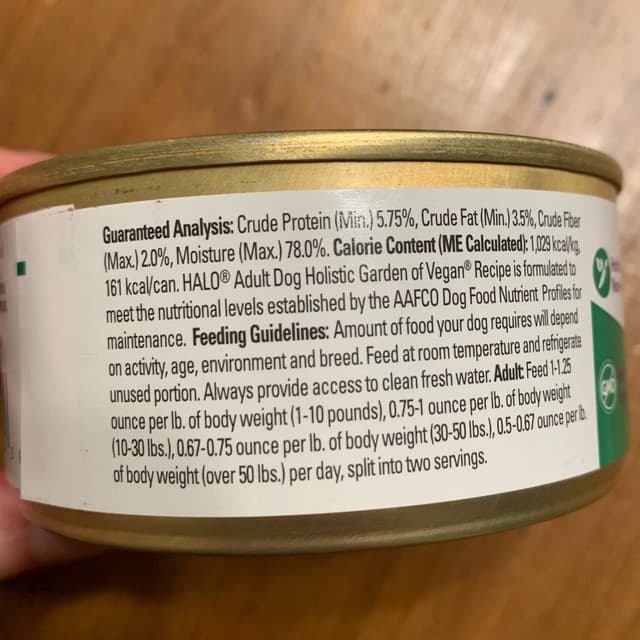 Guaranteed Analysis: Crude Protein (Min.) 5.75%, Crude Fat (Min.) 3.5%, Crude Fiber
(Max.) 2.0%, Moisture (Max.) 78.0%. Calorie Content (ME Calculated): 1,029 kcal/kg,
161 kcal/can. HALO® Adult Dog Holistic Garden of Vegan® Recipe is formulated to
meet the nutritional levels established by the AAFCO Dog Food Nutrient Profiles for
maintenance. Feeding Guidelines: Amount of food your dog requires will depend
on activity, age, environment and breed. Feed at room temperature and refrigerate
unused portion. Always provide access to clean fresh water. Adult: Feed 1-1.25
ounce per lb. of body weight (1-10 pounds), 0.75-1 ounce per lb. of body weight
(10-30 lbs.), 0.67-0.75 ounce per lb. of body weight (30-50 lbs.), 0.5-0.67 ounce per lb.
of body weight (over 50 lbs.) per day, split into two servings.
GMO